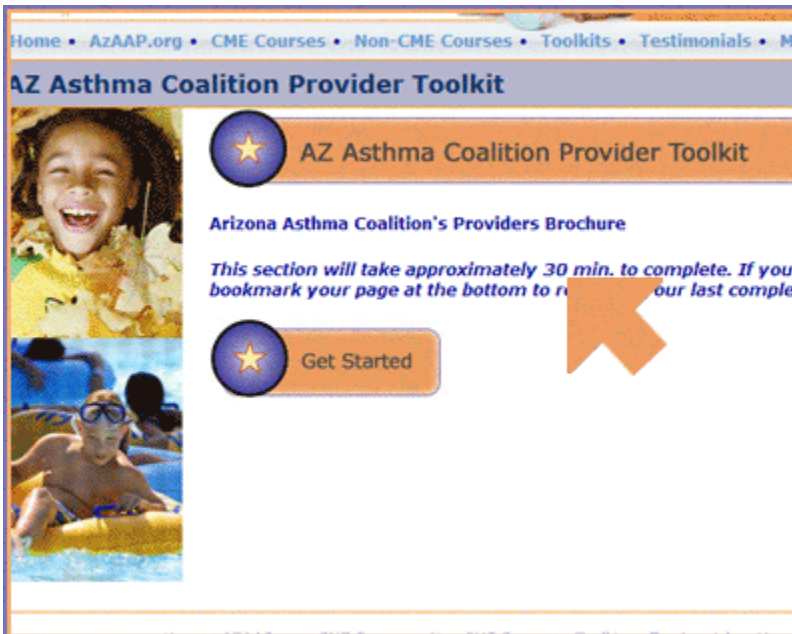 Home • AzAAP.org • CME Courses • Non-CME Courses • Toolkits • Testimonials •
AZ Asthma Coalition Provider Toolkit
AZ Asthma Coalition Provider Toolkit
Arizona Asthma Coalition's Providers Brochure
This section will take approximately 30 min. to complete. If you
bookmark your page at the bottom to our last comple
Get Started